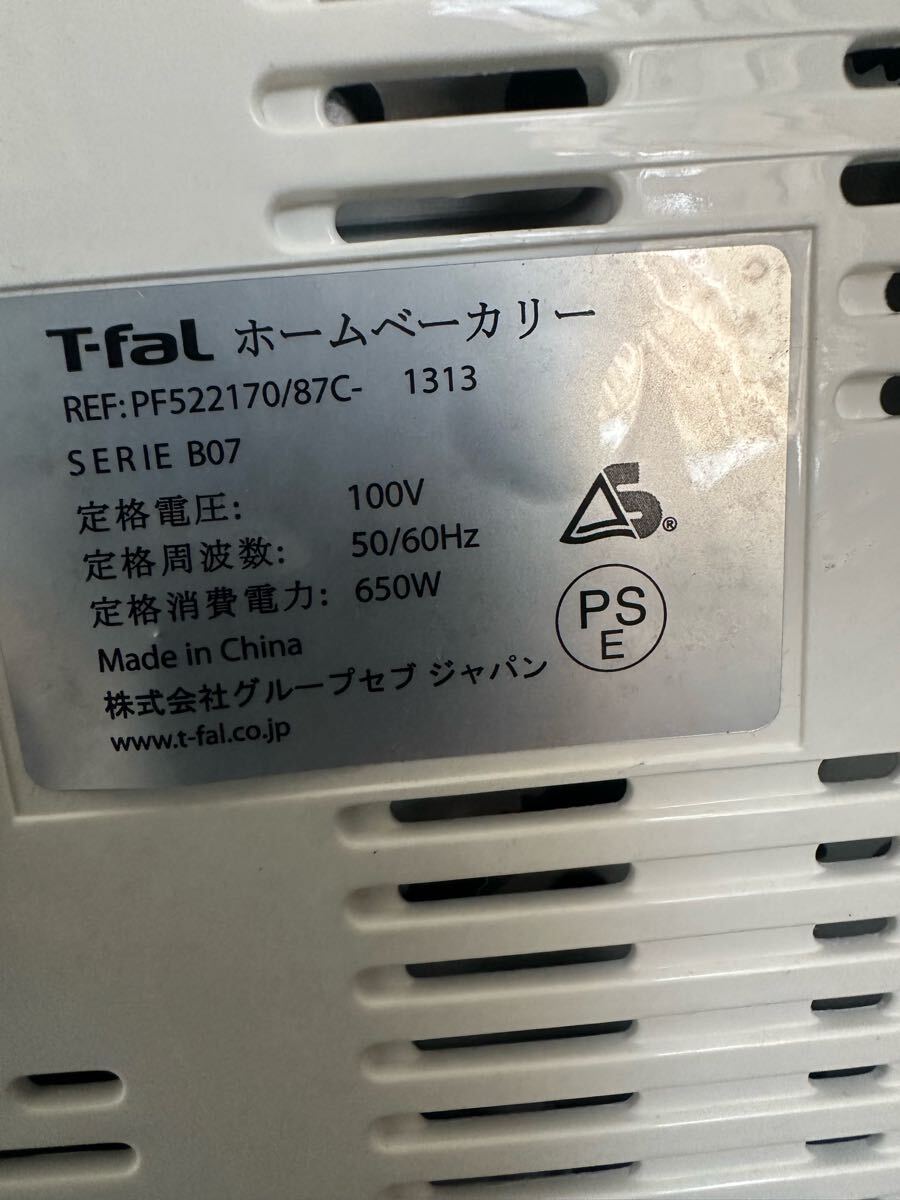 T-fal ホームベーカリー
REF: PF522170/87C- 1313
SERIE B07
定格電圧: 100V
定格周波数: 50/60Hz
定格消費電力: 650W
S®
PS
E
Made in China
株式会社グループセブ ジャパン
www.t-fal.co.jp